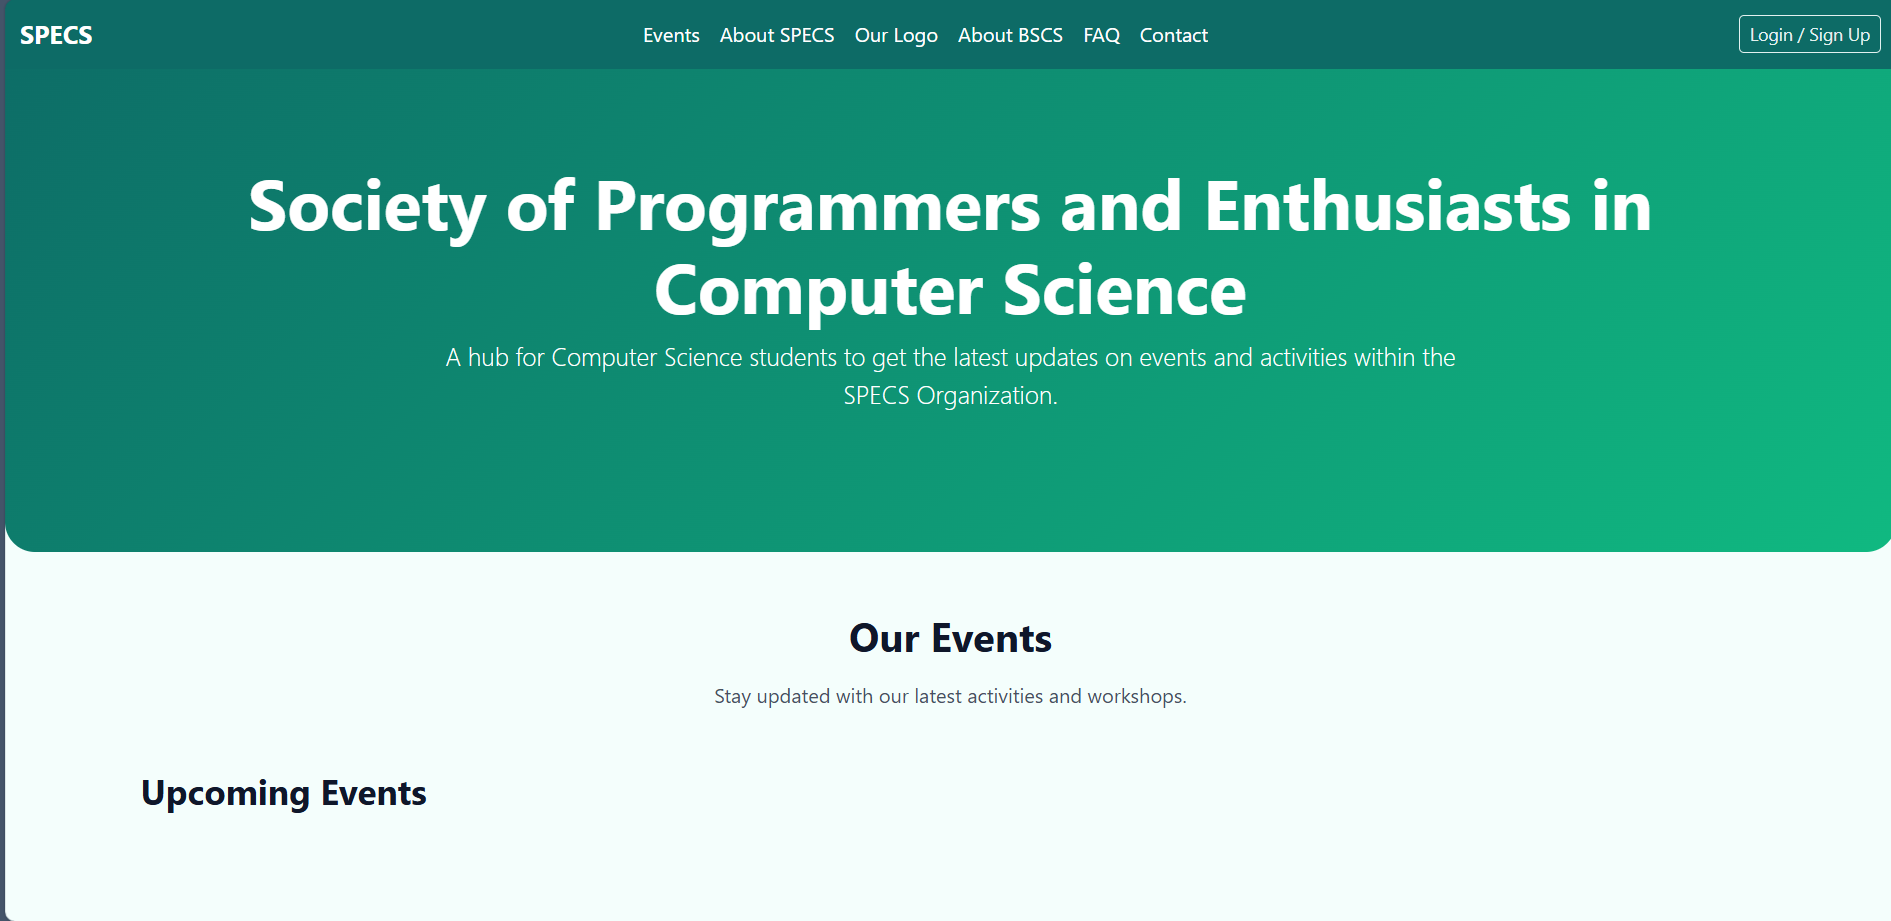 SPECS
Events About SPECS Our Logo About BSCS FAQ Contact
Login / Sign Up
Society of Programmers and Enthusiasts in
Computer Science
A hub for Computer Science students to get the latest updates on events and activities within the
SPECS Organization.
Our Events
Stay updated with our latest activities and workshops.
Upcoming Events